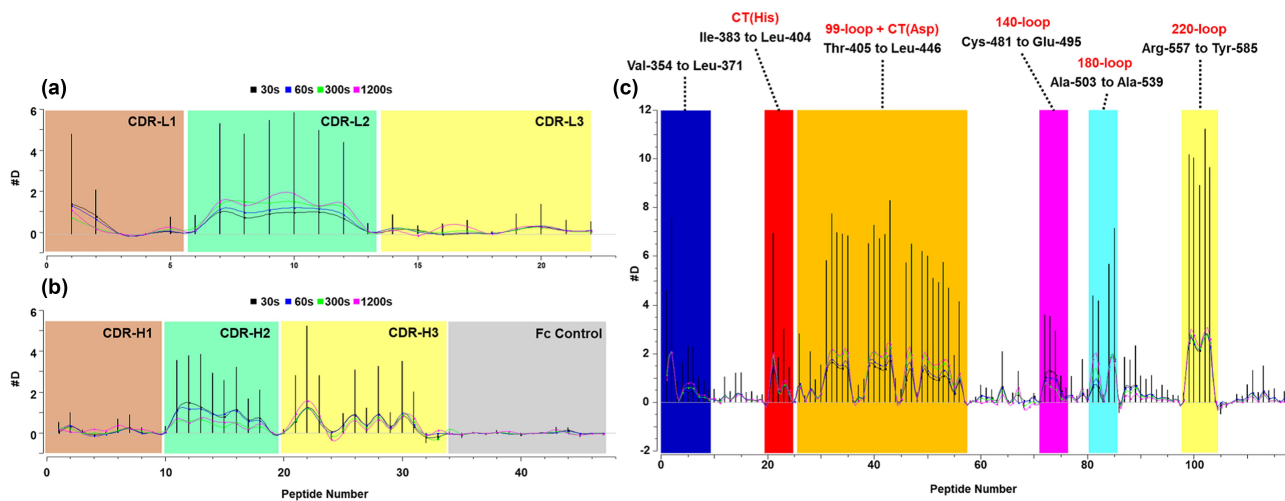 (a)
30s 60s 300s 1200s
CDR-L1 CDR-L2 CDR-L3
#D
6
4
2
0
0 5 10 15 20
(b)
30s 60s 300s 1200s
CDR-H1 CDR-H2 CDR-H3 Fc Control
#D
6
4
2
0
0 10 20 30 40
Peptide Number
(c)
Val-354 to Leu-371
CT(His)
Ile-383 to Leu-404
99-loop + CT(Asp)
Thr-405 to Leu-446
140-loop
Cys-481 to Glu-495
180-loop
Ala-503 to Ala-539
220-loop
Arg-557 to Tyr-585
#D
12
10
8
6
4
2
0
-2
0 20 40 60 80 100
Peptide Number